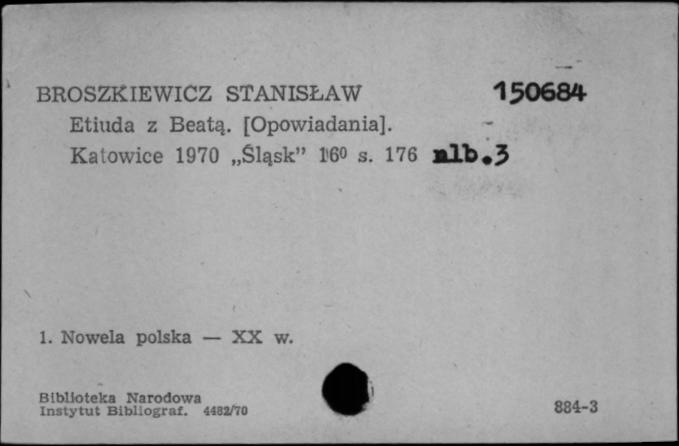 BROSZKIEWICZ STANISŁAW 150684
Etiuda z Beatą. [Opowiadania].
Katowice 1970 „Śląsk” 16⁰ s. 176 nlb.3
1. Nowela polska — XX w.
Biblioteka Narodowa
Instytut Bibliograf. 4482/70
884-3